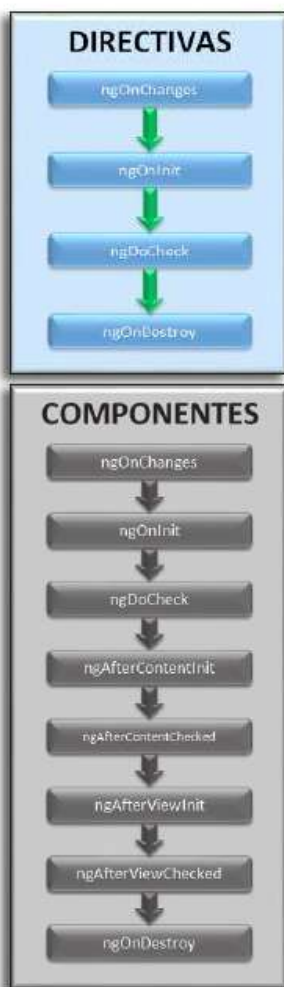 DIRECTIVAS
ngOnChanges
ngOnInit
ngDoCheck
ngOnDestroy
COMPONENTES
ngOnChanges
ngOnInit
ngDoCheck
ngAfterContentInit
ngAfterContentChecked
ngAfterViewInit
ngAfterViewChecked
ngOnDestroy